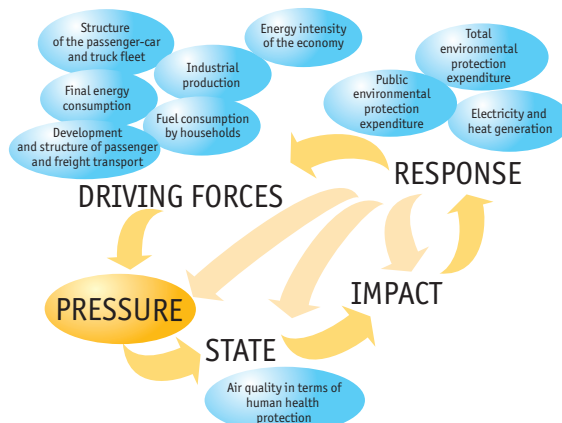 Structure
of the passenger-car
and truck fleet
Energy intensity
of the economy
Industrial
production
Final energy
consumption
Fuel consumption
by households
Development
and structure of passenger
and freight transport
Total
environmental
protection
expenditure
Public
environmental
protection
expenditure
Electricity and
heat generation
DRIVING FORCES
RESPONSE
PRESSURE
IMPACT
STATE
Air quality in terms of
human health
protection